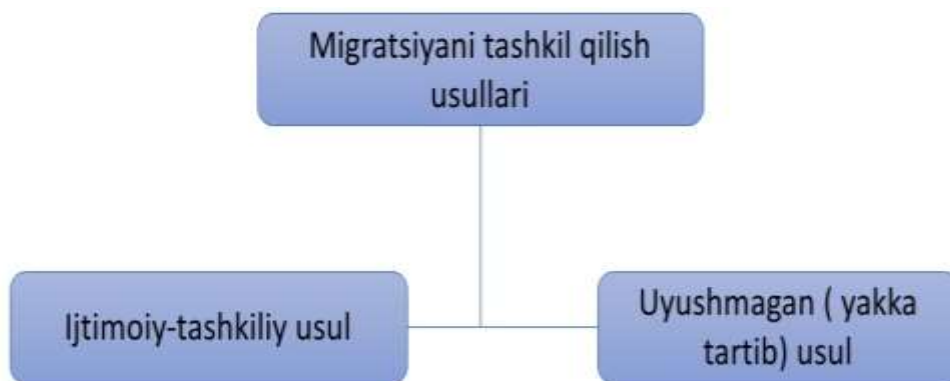 Migratsiyani tashkil qilish
usullari
Ijtimoiy-tashkiliy usul
Uyushmagan ( yakka
tartib) usul